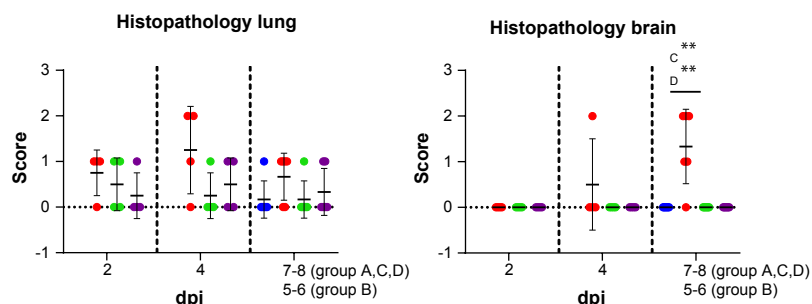 Histopathology lung
Score
3
2
1
0
-1
2
4
7-8 (group A,C,D)
5-6 (group B)
dpi
Histopathology brain
Score
3
2
1
0
-1
C **
D **
2
4
7-8 (group A,C,D)
5-6 (group B)
dpi